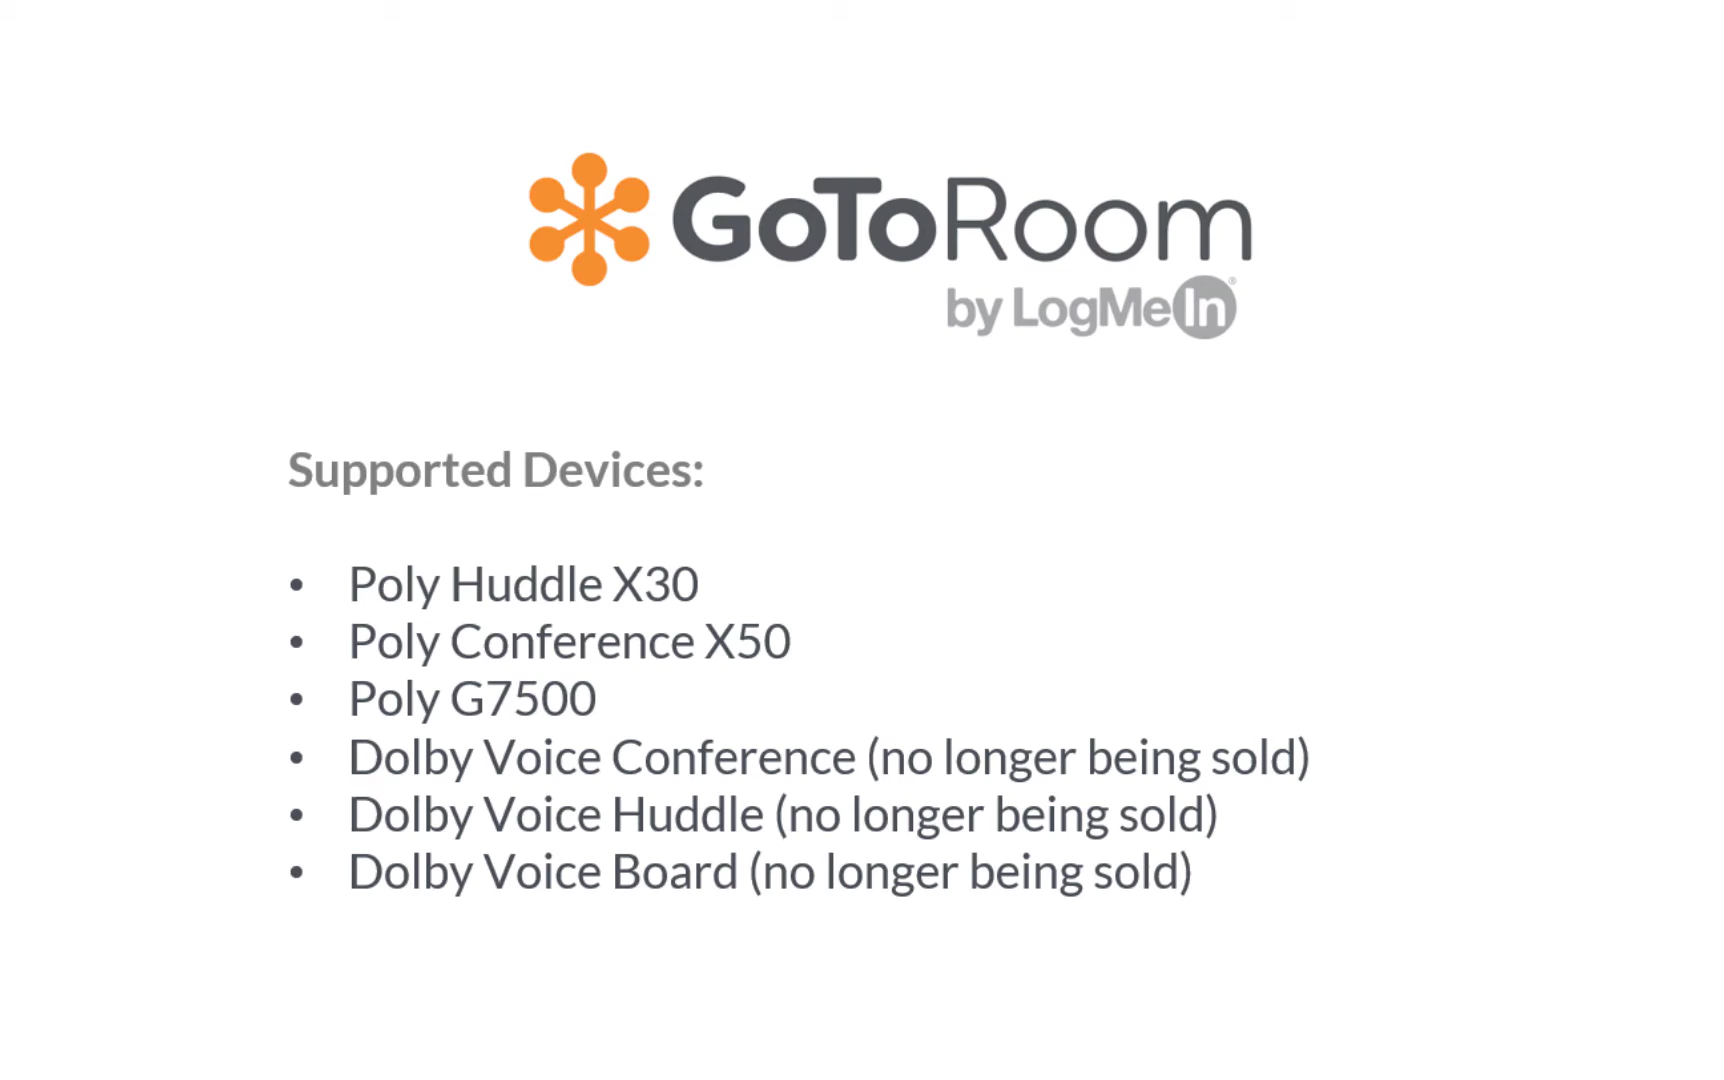 GoToRoom
by LogMeIn®
Supported Devices:
• Poly Huddle X30
• Poly Conference X50
• Poly G7500
• Dolby Voice Conference (no longer being sold)
• Dolby Voice Huddle (no longer being sold)
• Dolby Voice Board (no longer being sold)